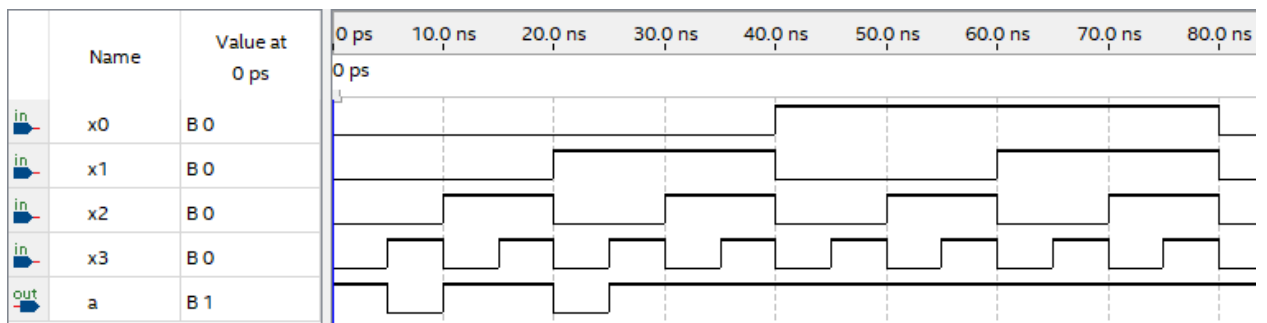 Name
Value at
0 ps
0 ps 10.0 ns 20.0 ns 30.0 ns 40.0 ns 50.0 ns 60.0 ns 70.0 ns 80.0 ns
0 ps
in x0 B 0
in x1 B 0
in x2 B 0
in x3 B 0
out a B 1